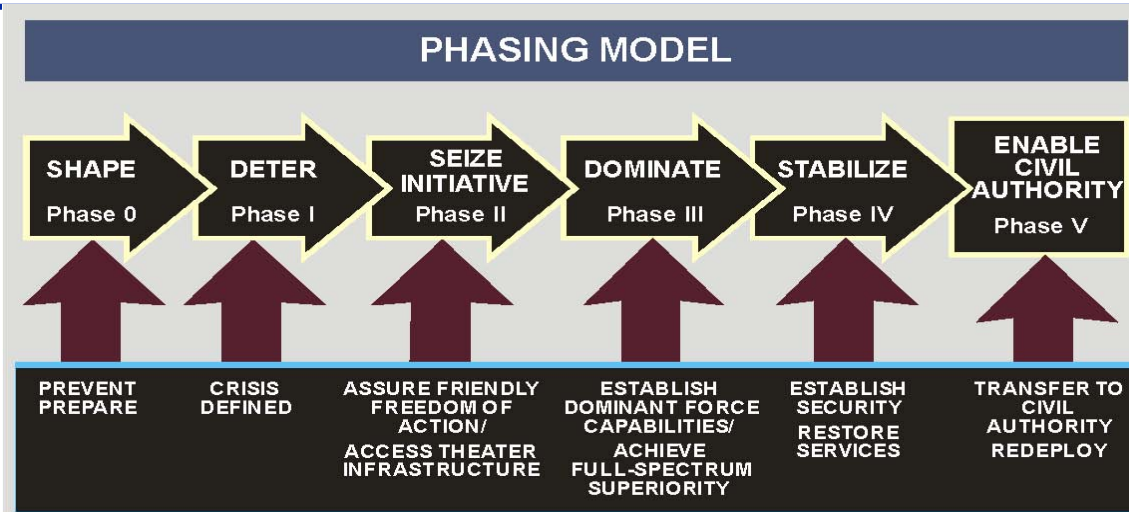 PHASING MODEL
SHAPE
Phase 0
DETER
Phase I
SEIZE
INITIATIVE
Phase II
DOMINATE
Phase III
STABILIZE
Phase IV
ENABLE
CIVIL
AUTHORITY
Phase V
PREVENT
PREPARE
CRISIS
DEFINED
ASSURE FRIENDLY
FREEDOM OF
ACTION/
ACCESS THEATER
INFRASTRUCTURE
ESTABLISH
DOMINANT FORCE
CAPABILITIES/
ACHIEVE
FULL-SPECTRUM
SUPERIORITY
ESTABLISH
SECURITY
RESTORE
SERVICES
TRANSFER TO
CIVIL
AUTHORITY
REDEPLOY